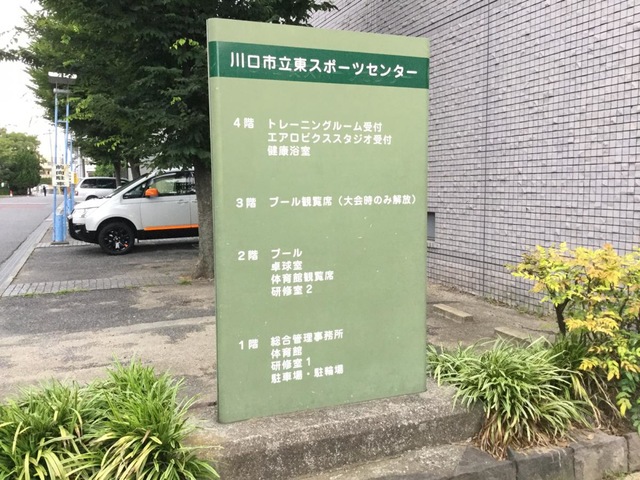 川口市立東スポーツセンター
4階 トレーニングルーム受付
エアロビクススタジオ受付
健康浴室
3階 プール観覧席(大会時のみ解放)
2階 プール
卓球室
体育館観覧席
研修室2
1階 総合管理事務所
体育館
研修室1
駐車場・駐輪場